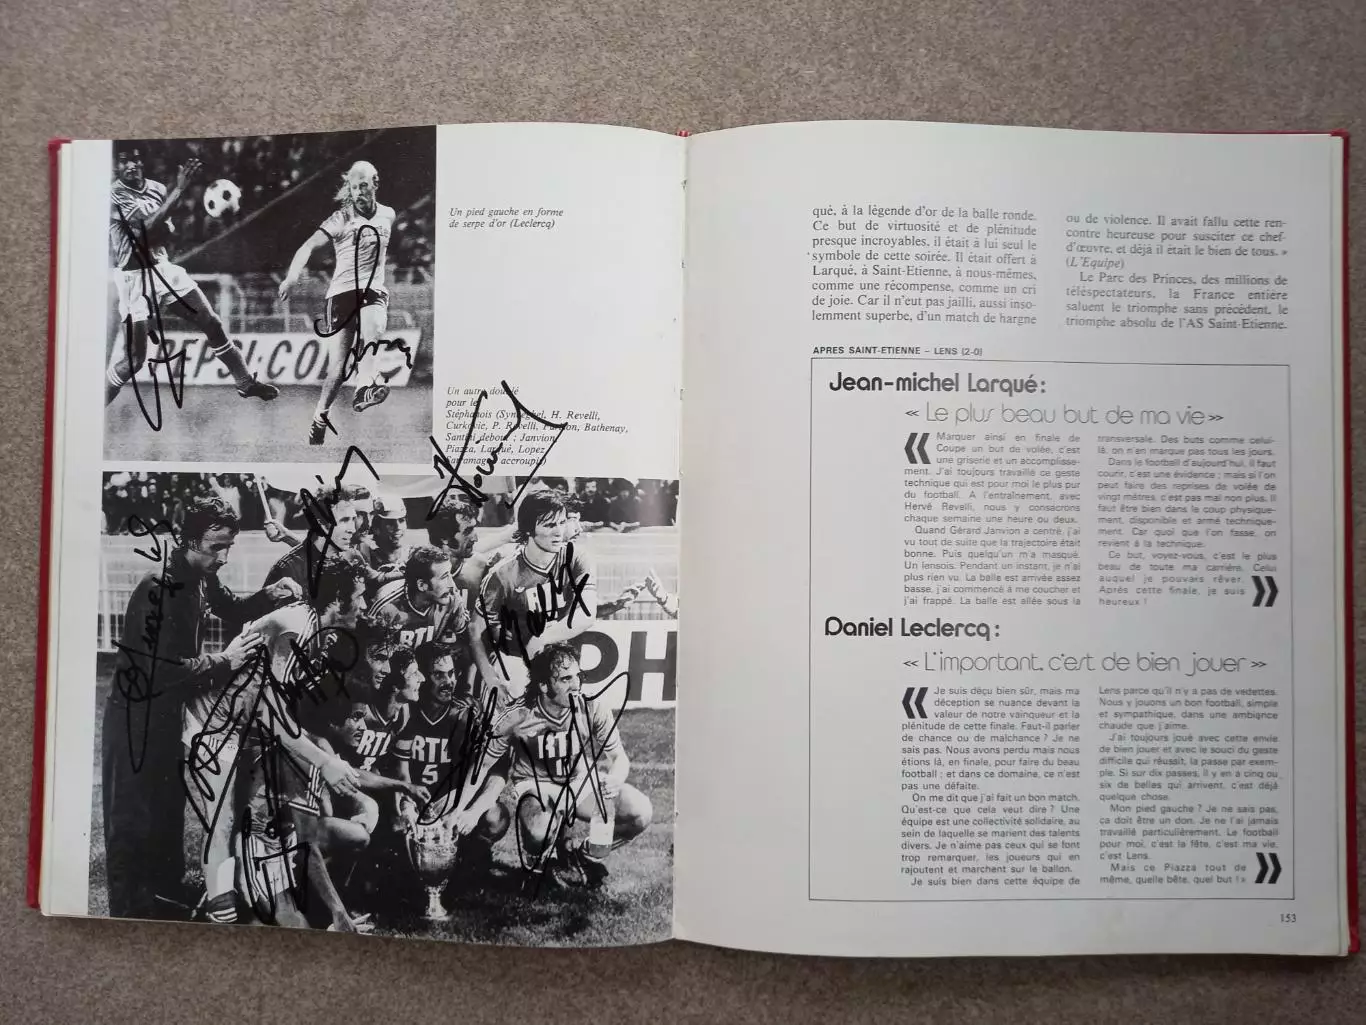 PEPSI-CO
Un pied gauche en forme
de serpe d'or (Leclercq)
Un autre doublé
pour le
Stéphanois (Synaeghel, H. Revelli,
Curkovic, P. Revelli, Bathenay,
Santini debout ; Janvion,
Piazza, Larqué, Lopez,
Sarramagna accroupis)
PH
RTL
RTL
RTL
8
5
qué, à la légende d'or de la balle ronde.
Ce but de virtuosité et de plénitude
presque incroyables, il était à lui seul le
symbole de cette soirée. Il était offert à
Larqué, à Saint-Etienne, à nous-mêmes,
comme une récompense, comme un cri
de joie. Car il n'eut pas jailli, aussi inso-
lemment superbe, d'un match de hargne
ou de violence. Il avait fallu cette ren-
contre heureuse pour susciter ce chef-
d'œuvre, et déjà il était le bien de tous. »
(L'Equipe)
Le Parc des Princes, des millions de
téléspectateurs, la France entière
saluent le triomphe sans précédent, le
triomphe absolu de l'AS Saint-Etienne.
APRES SAINT-ETIENNE – LENS (2-0)
Jean-michel Larqué :
« Le plus beau but de ma vie »
« Marquer ainsi en finale de
Coupe un but de volée, c'est
une griserie et un accomplisse-
ment. J'ai toujours travaillé ce geste
technique qui est pour moi le plus pur
du football. A l'entraînement, avec
Hervé Revelli, nous y consacrons
chaque semaine une heure ou deux.
Quand Gérard Janvion a centré, j'ai
vu tout de suite que la trajectoire était
bonne. Puis quelqu'un m'a masqué.
Un lensois. Pendant un instant, je n'ai
plus rien vu. La balle est arrivée assez
basse, j'ai commencé à me coucher et
j'ai frappé. La balle est allée sous la
transversale. Des buts comme celui-
là, on n'en marque pas tous les jours.
Dans le football d'aujourd'hui, il faut
courir, c'est une évidence ; mais si l'on
peut faire des reprises de volée de
vingt mètres, c'est pas mal non plus. Il
faut être bien dans le coup physique-
ment, disponible et armé technique-
ment. Car quoi que l'on fasse, on
revient à la technique.
Ce but, voyez-vous, c'est le plus
beau de toute ma carrière. Celui
auquel je pouvais rêver.
Après cette finale, je suis
heureux ! »
Daniel Leclercq :
« L'important, c'est de bien jouer »
« Je suis déçu bien sûr, mais ma
déception se nuance devant la
valeur de notre vainqueur et la
plénitude de cette finale. Faut-il parler
de chance ou de malchance ? Je ne
sais pas. Nous avons perdu mais nous
étions là, en finale, pour faire du beau
football ; et dans ce domaine, ce n'est
pas une défaite.
On me dit que j'ai fait un bon match.
Qu'est-ce que cela veut dire ? Une
équipe est une collectivité solidaire, au
sein de laquelle se marient des talents
divers. Je n'aime pas ceux qui se font
trop remarquer, les joueurs qui en
rajoutent et marchent sur le ballon.
Je suis bien dans cette équipe de
Lens parce qu'il n'y a pas de vedettes.
Nous y jouons un bon football, simple
et sympathique, dans une ambiance
chaude que j'aime.
J'ai toujours joué avec cette envie
de bien jouer et avec le souci du geste
difficile qui réussit, la passe par exem-
ple. Si sur dix passes, il y en a cinq ou
six de belles qui arrivent, c'est déjà
quelque chose.
Mon pied gauche ? Je ne sais pas,
ça doit être un don. Je ne l'ai jamais
travaillé particulièrement. Le football
pour moi, c'est la fête, c'est ma vie,
c'est Lens.
Mais ce Piazza tout de
même, quelle bête, quel but ! »
153